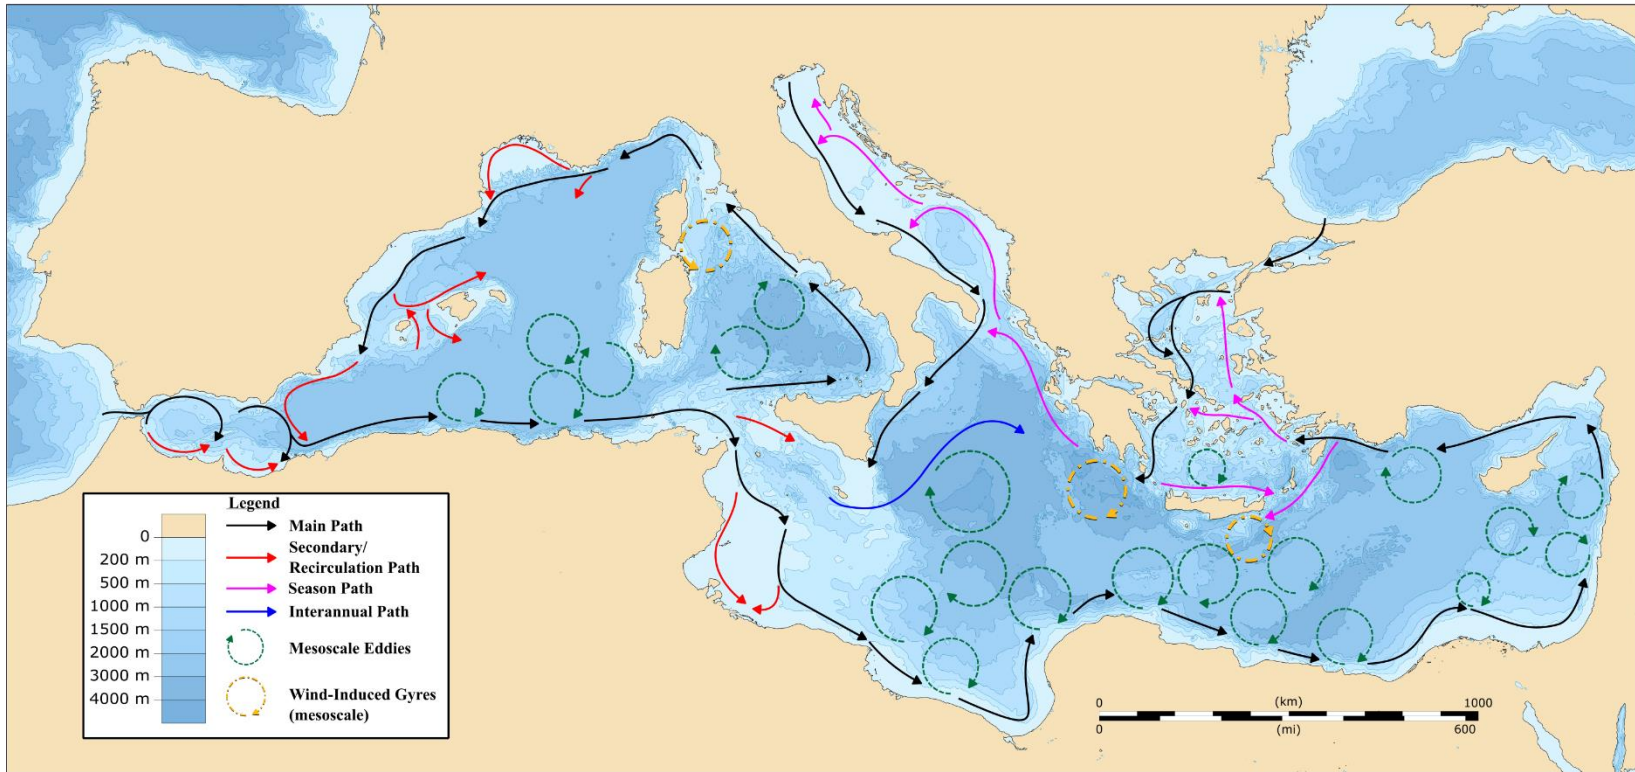 Legend
Main Path
Secondary/
Recirculation Path
Season Path
Interannual Path
Mesoscale Eddies
Wind-Induced Gyres
(mesoscale)
0
200 m
500 m
1000 m
1500 m
2000 m
3000 m
4000 m
0 (km) 1000
0 (mi) 600